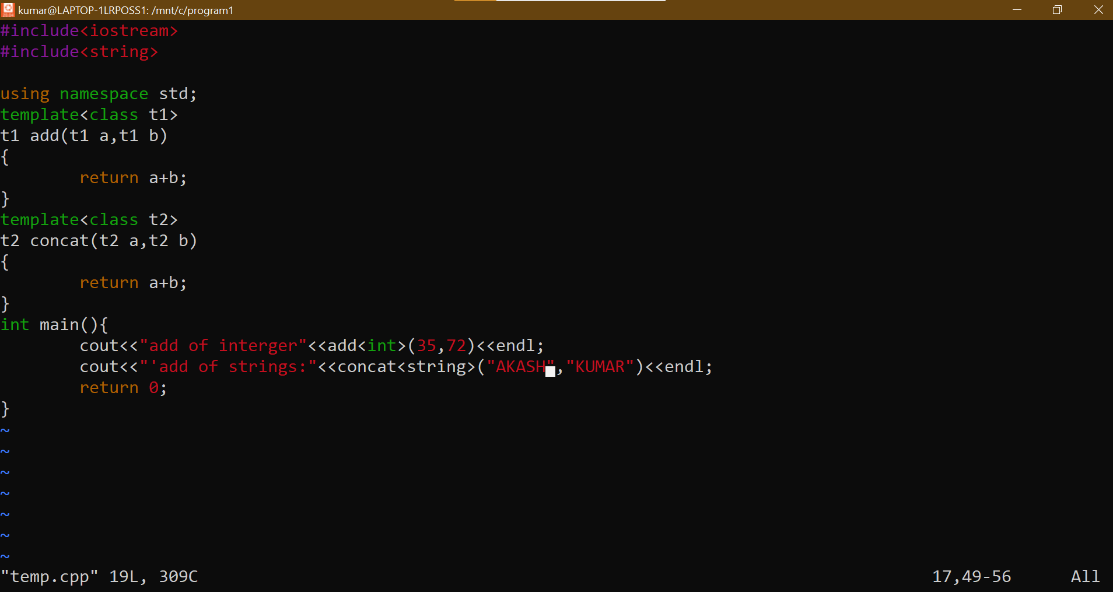 kumar@LAPTOP-1LRPOSS1: /mnt/c/program1
#include<iostream>
#include<string>

using namespace std;
template<class t1>
t1 add(t1 a,t1 b)
{
        return a+b;
}
template<class t2>
t2 concat(t2 a,t2 b)
{
        return a+b;
}
int main(){
        cout<<"add of interger"<<add<int>(35,72)<<endl;
        cout<<"'add of strings:"<<concat<string>("AKASH","KUMAR")<<endl;
        return 0;
}
~
~
~
~
~
~
~
"temp.cpp" 19L, 309C 17,49-56 All